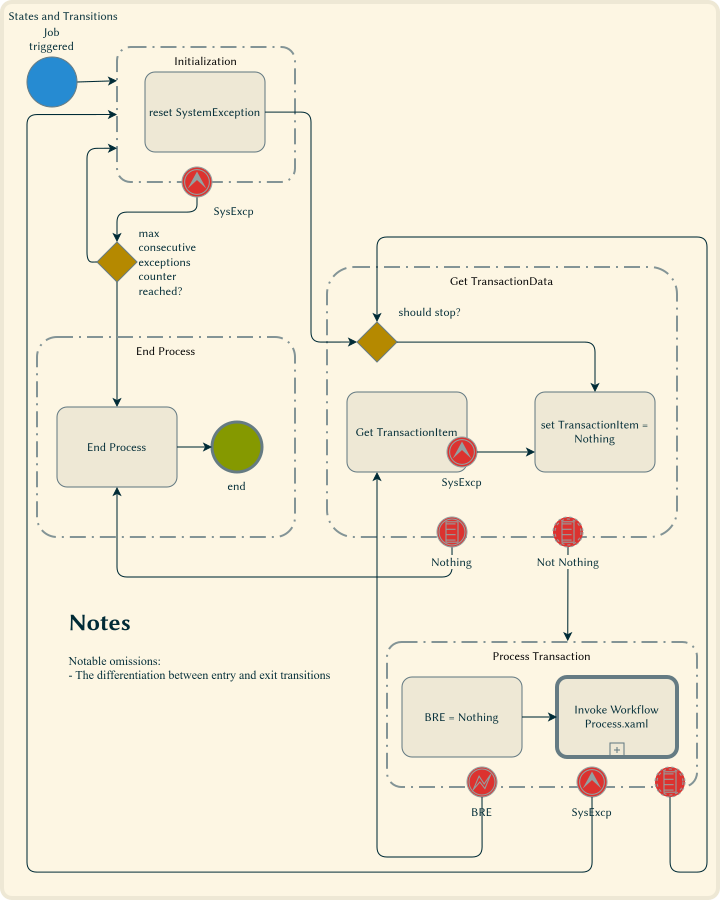 States and Transitions
Job
triggered
Initialization
reset SystemException
SysExcp
max
consecutive
exceptions
counter
reached?
Get TransactionData
should stop?
End Process
End Process
end
Get TransactionItem
set TransactionItem =
Nothing
SysExcp
Nothing
Not Nothing
Notes
Notable omissions:
- The differentiation between entry and exit transitions
Process Transaction
BRE = Nothing
Invoke Workflow
Process.xaml
BRE
SysExcp